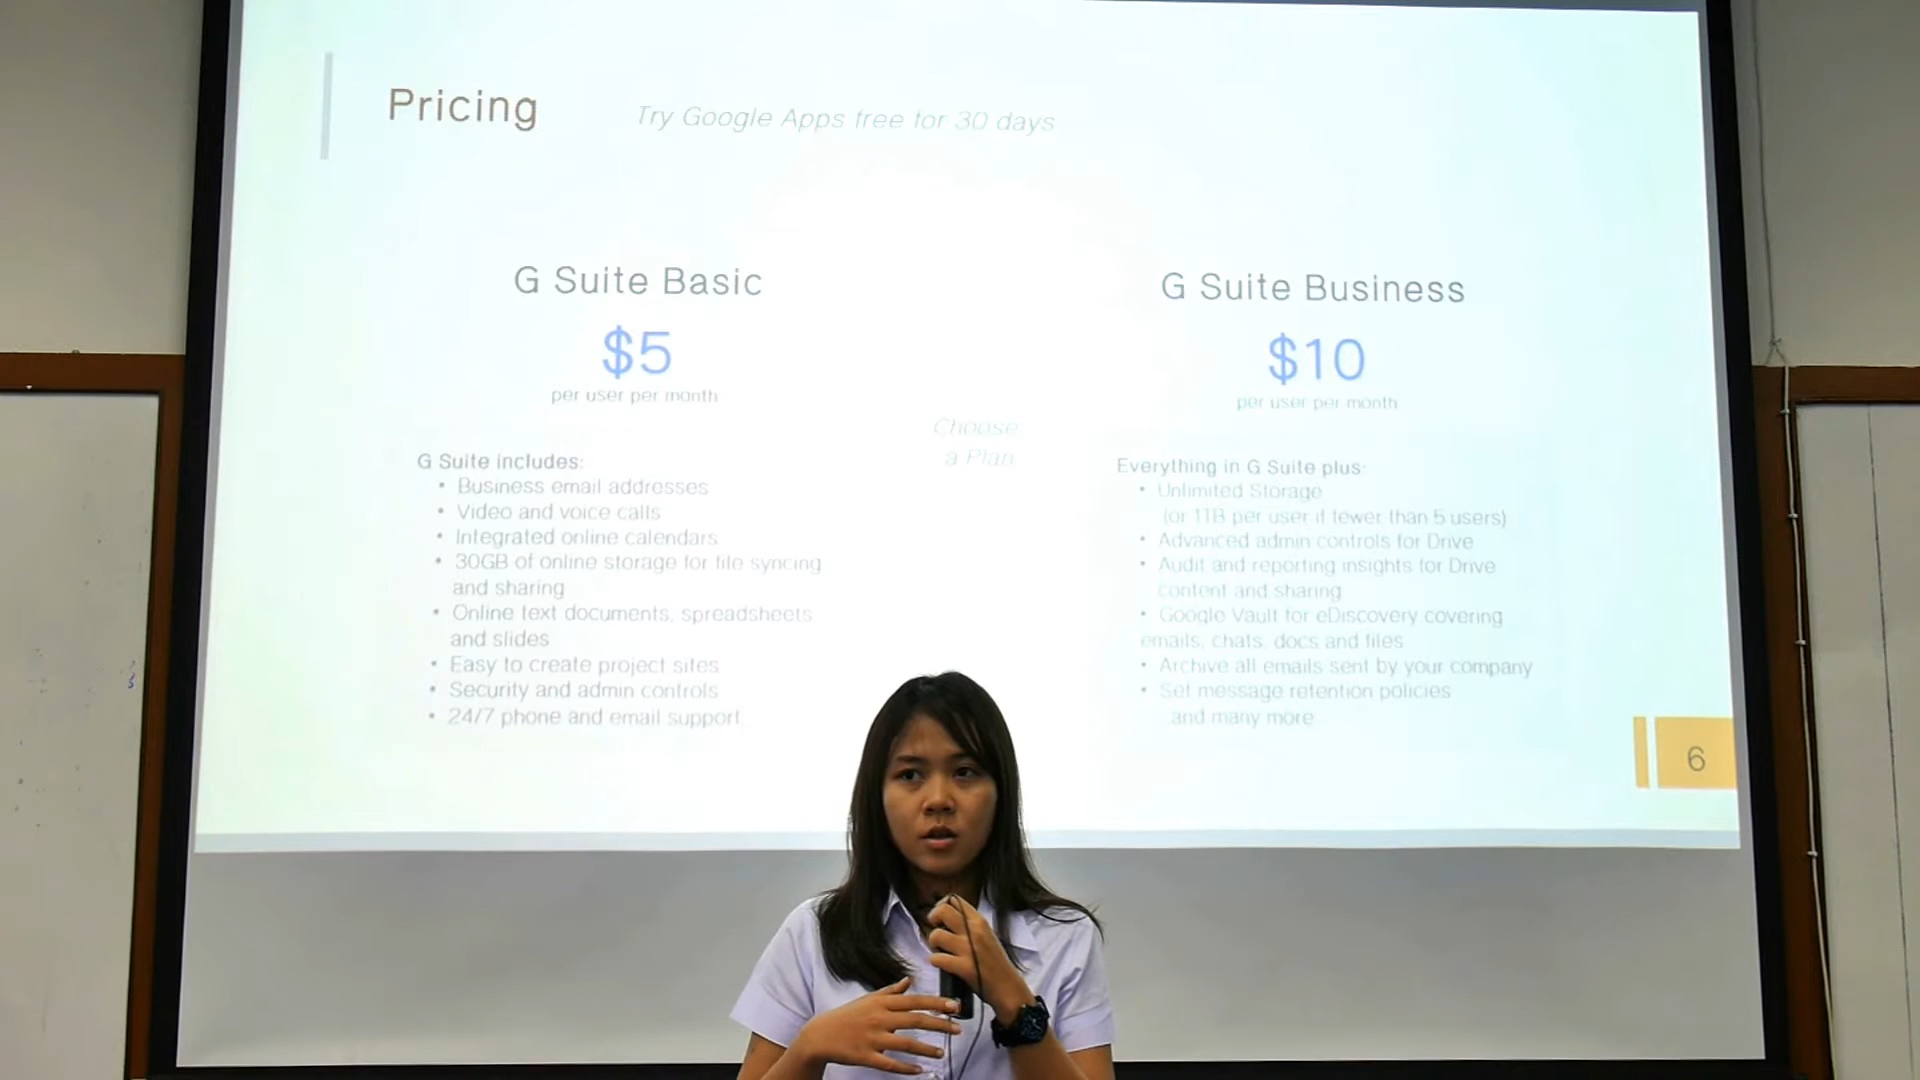 Pricing
Try Google Apps free for 30 days
G Suite Basic
$5
per user per month
G Suite includes:
• Business email addresses
• Video and voice calls
• Integrated online calendars
• 30GB of online storage for file syncing
and sharing
• Online text documents, spreadsheets
and slides
• Easy to create project sites
• Security and admin controls
• 24/7 phone and email support
Choose
a Plan
G Suite Business
$10
per user per month
Everything in G Suite plus:
• Unlimited Storage
(or 1TB per user if fewer than 5 users)
• Advanced admin controls for Drive
• Audit and reporting insights for Drive
content and sharing
• Google Vault for eDiscovery covering
emails, chats, docs and files
• Archive all emails sent by your company
• Set message retention policies
and many more
6